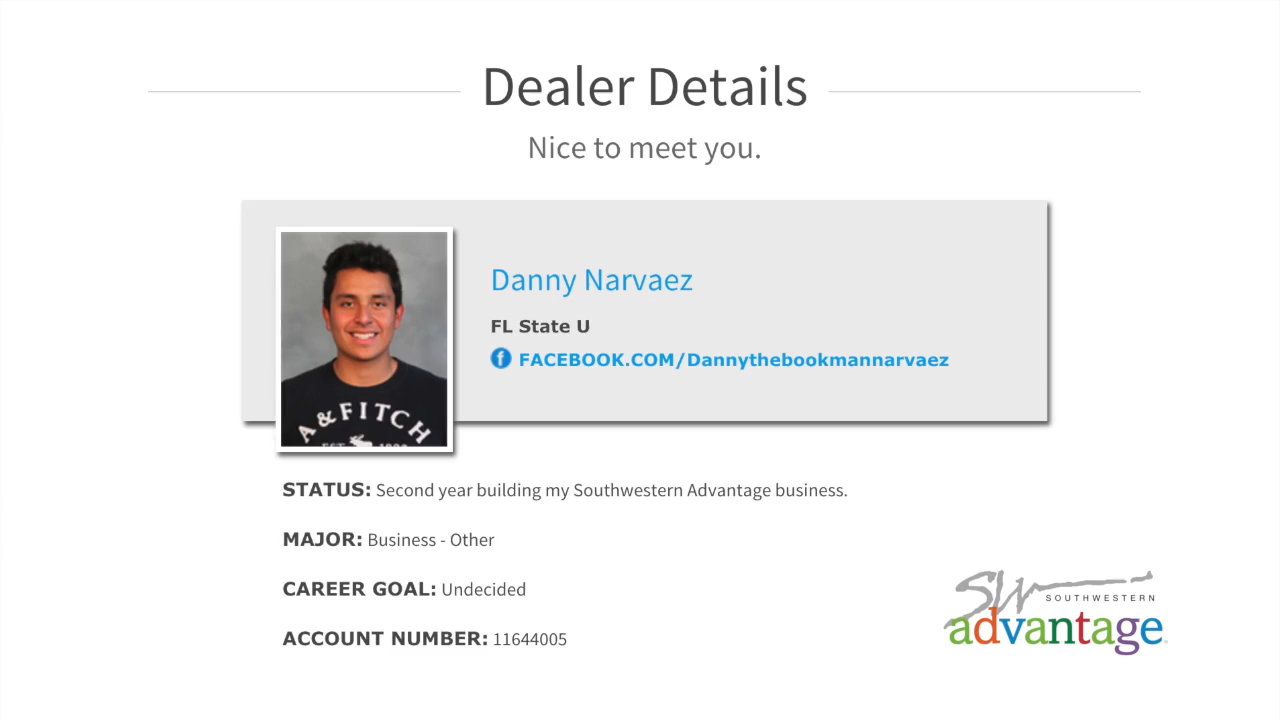 Dealer Details
Nice to meet you.
Danny Narvaez
FL State U
FACEBOOK.COM/Dannythebookmannarvaez
A & FITCH
STATUS: Second year building my Southwestern Advantage business.
MAJOR: Business - Other
CAREER GOAL: Undecided
ACCOUNT NUMBER: 11644005
SW
SOUTHWESTERN
advantage